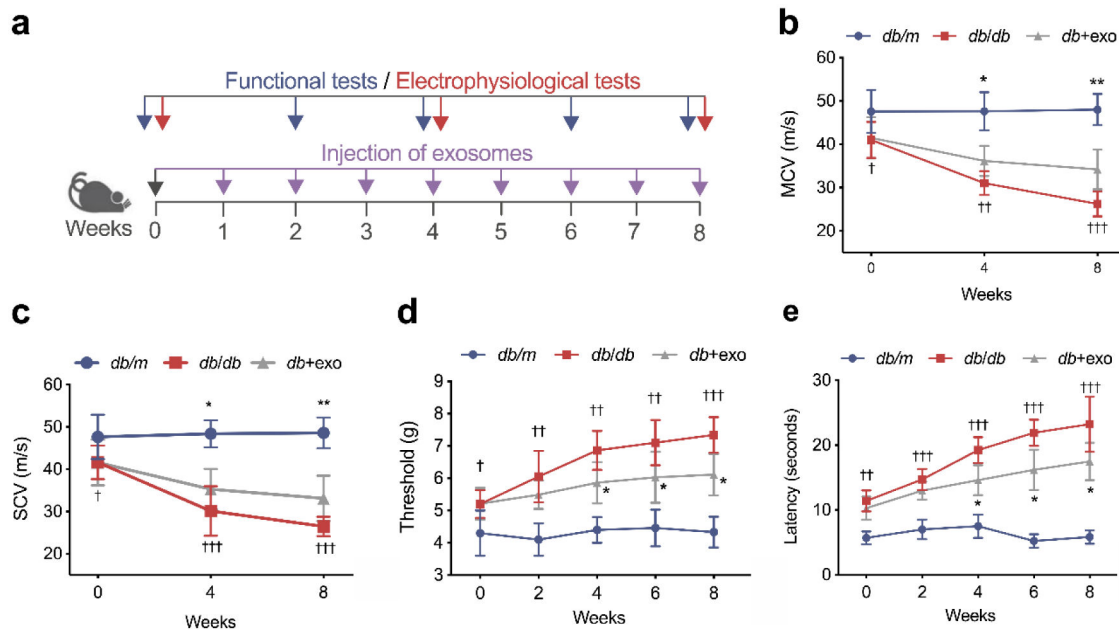 a
Functional tests / Electrophysiological tests
Injection of exosomes
Weeks
0 1 2 3 4 5 6 7 8
b
db/m db/db db+exo
MCV (m/s)
60
50
40
30
20
* **
† †† †††
0 4 8
Weeks
c
db/m db/db db+exo
SCV (m/s)
60
50
40
30
20
* **
† ††† †††
0 4 8
Weeks
d
db/m db/db db+exo
Threshold (g)
9
8
7
6
5
4
3
† †† †† †† †††
* * *
0 2 4 6 8
Weeks
e
db/m db/db db+exo
Latency (seconds)
30
20
10
0
†† ††† ††† ††† †††
* * *
0 2 4 6 8
Weeks